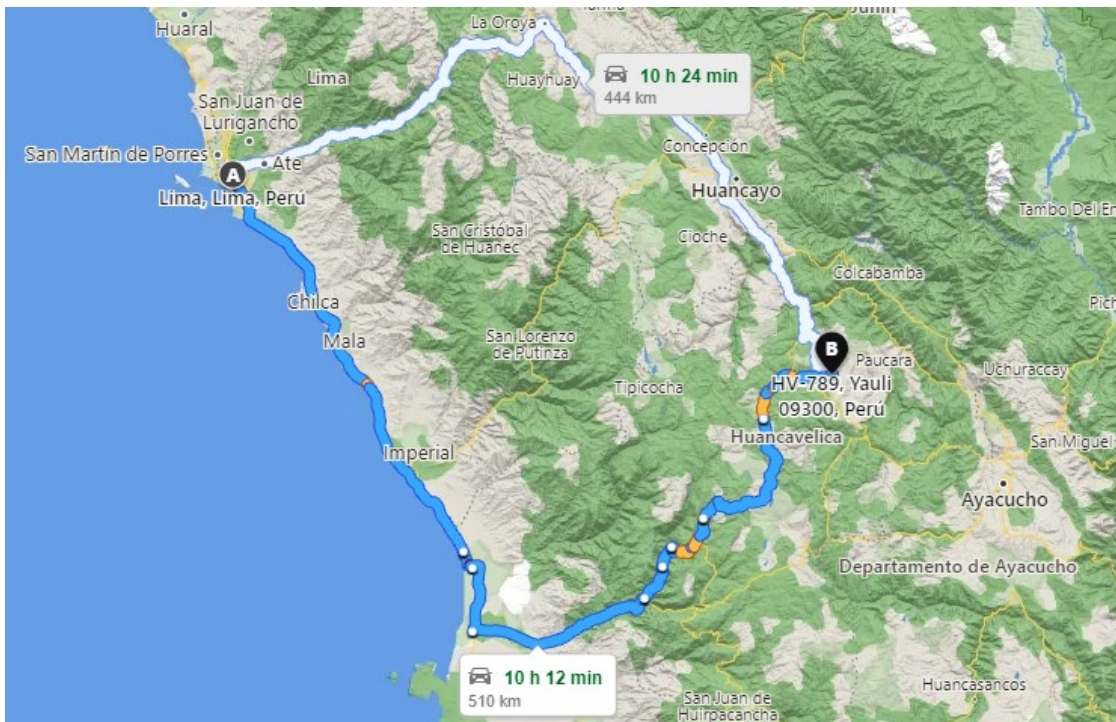 Huaral
La Oroya
Junín
Lima
Huayhuay
10 h 24 min
444 km
San Juan de
Lurigancho
San Martín de Porres
Ate
A
Lima, Lima, Perú
Concepción
Huancayo
Tambo Del En
San Cristóbal
de Huáñec
Cioche
Colcabamba
Pich
Chilca
Mala
San Lorenzo
de Putinza
B
Paucara
Uchuraccay
Tipicocha
HV-789, Yauli
09300, Perú
Imperial
Huancavelica
San Miguel
Ayacucho
Departamento de Ayacucho
10 h 12 min
510 km
San Juan de
Huirpacancha
Huancasancos